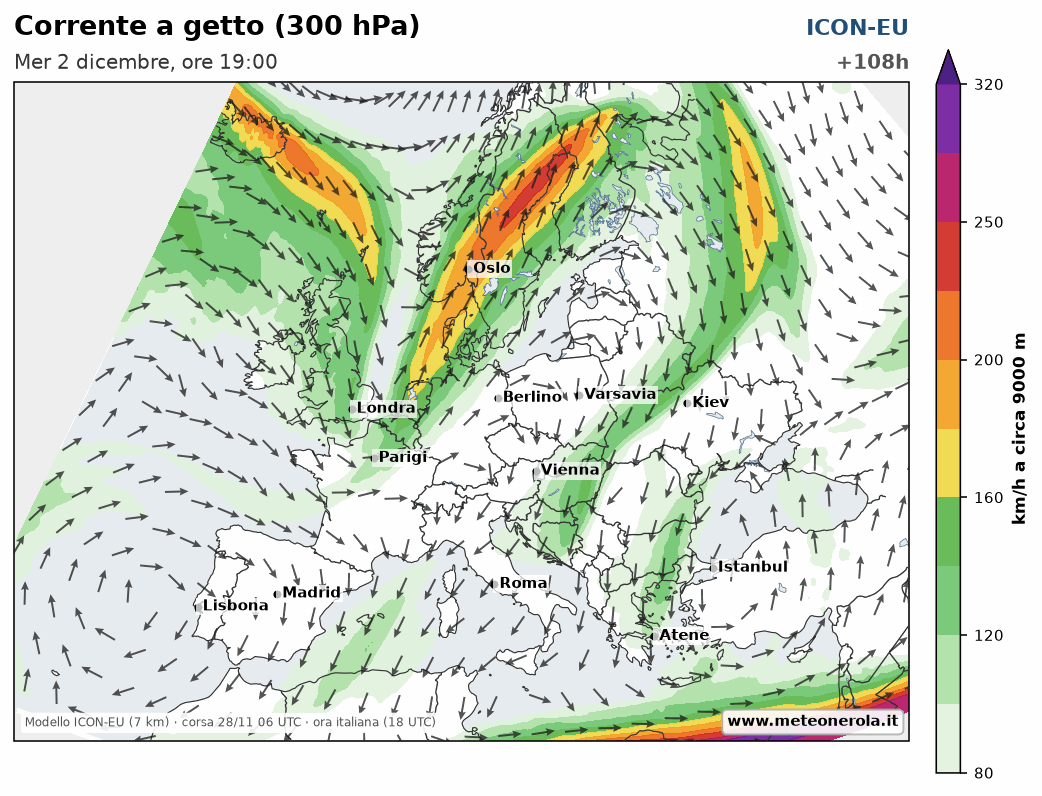 Corrente a getto (300 hPa)
ICON-EU
Mer 2 dicembre, ore 19:00
+108h
320
250
200
160
120
80
km/h a circa 9000 m
Oslo
Berlino
Varsavia
Kiev
Londra
Parigi
Vienna
Istanbul
Roma
Madrid
Lisbona
Atene
Modello ICON-EU (7 km) · corsa 28/11 06 UTC · ora italiana (18 UTC)
www.meteonerola.it